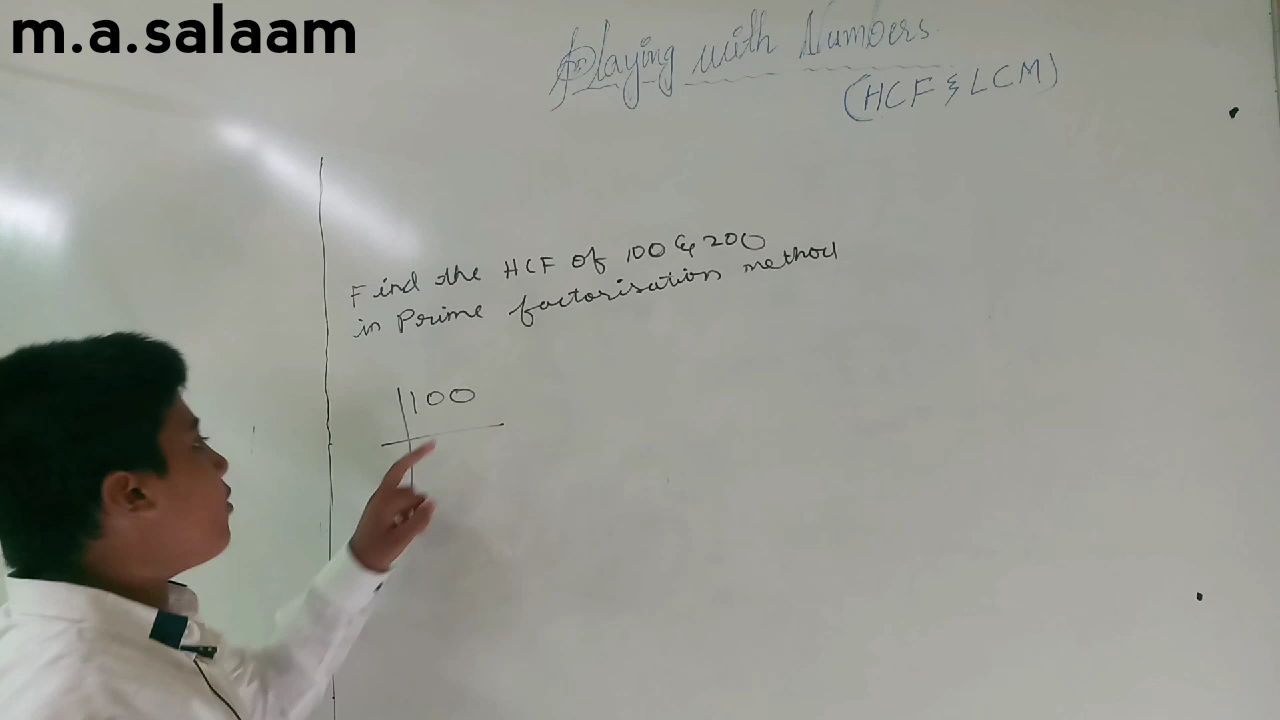 m.a.salaam
Playing with Numbers
(HCF & LCM)
Find the HCF of 100 & 200
in Prime factorisation method
100